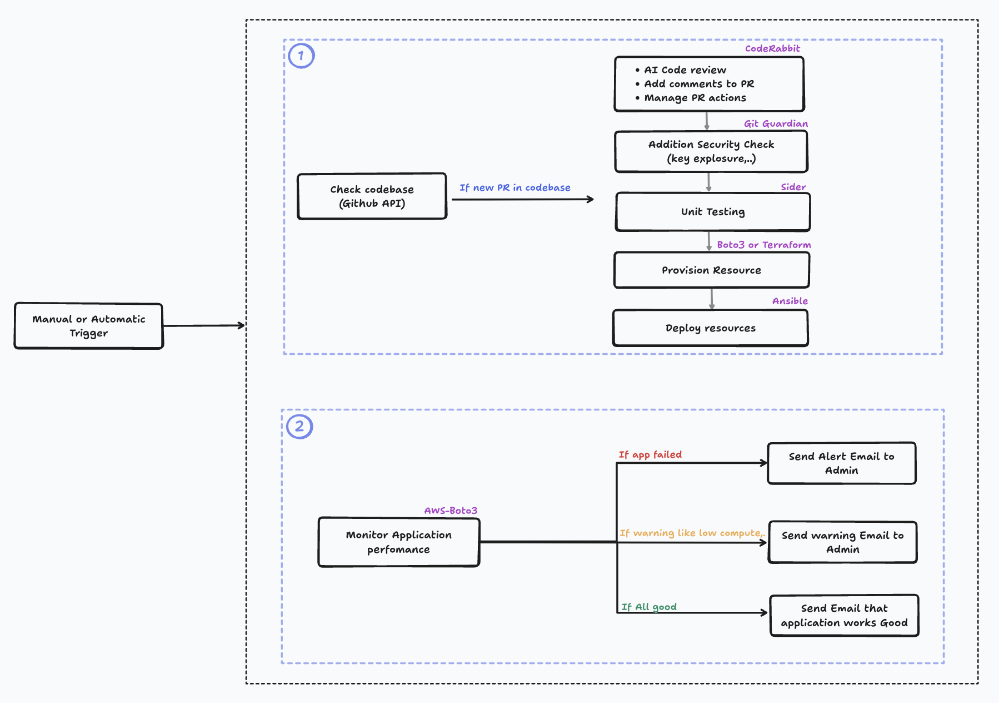 1
CodeRabbit
• AI Code review
• Add comments to PR
• Manage PR actions
Git Guardian
Addition Security Check
(key explosure,..)
Check codebase
(Github API)
If new PR in codebase
Sider
Unit Testing
Boto3 or Terraform
Provision Resource
Ansible
Deploy resources
Manual or Automatic
Trigger
2
If app failed
Send Alert Email to
Admin
AWS-Boto3
Monitor Application
perfomance
If warning like low compute,.
Send warning Email to
Admin
If All good
Send Email that
application works Good